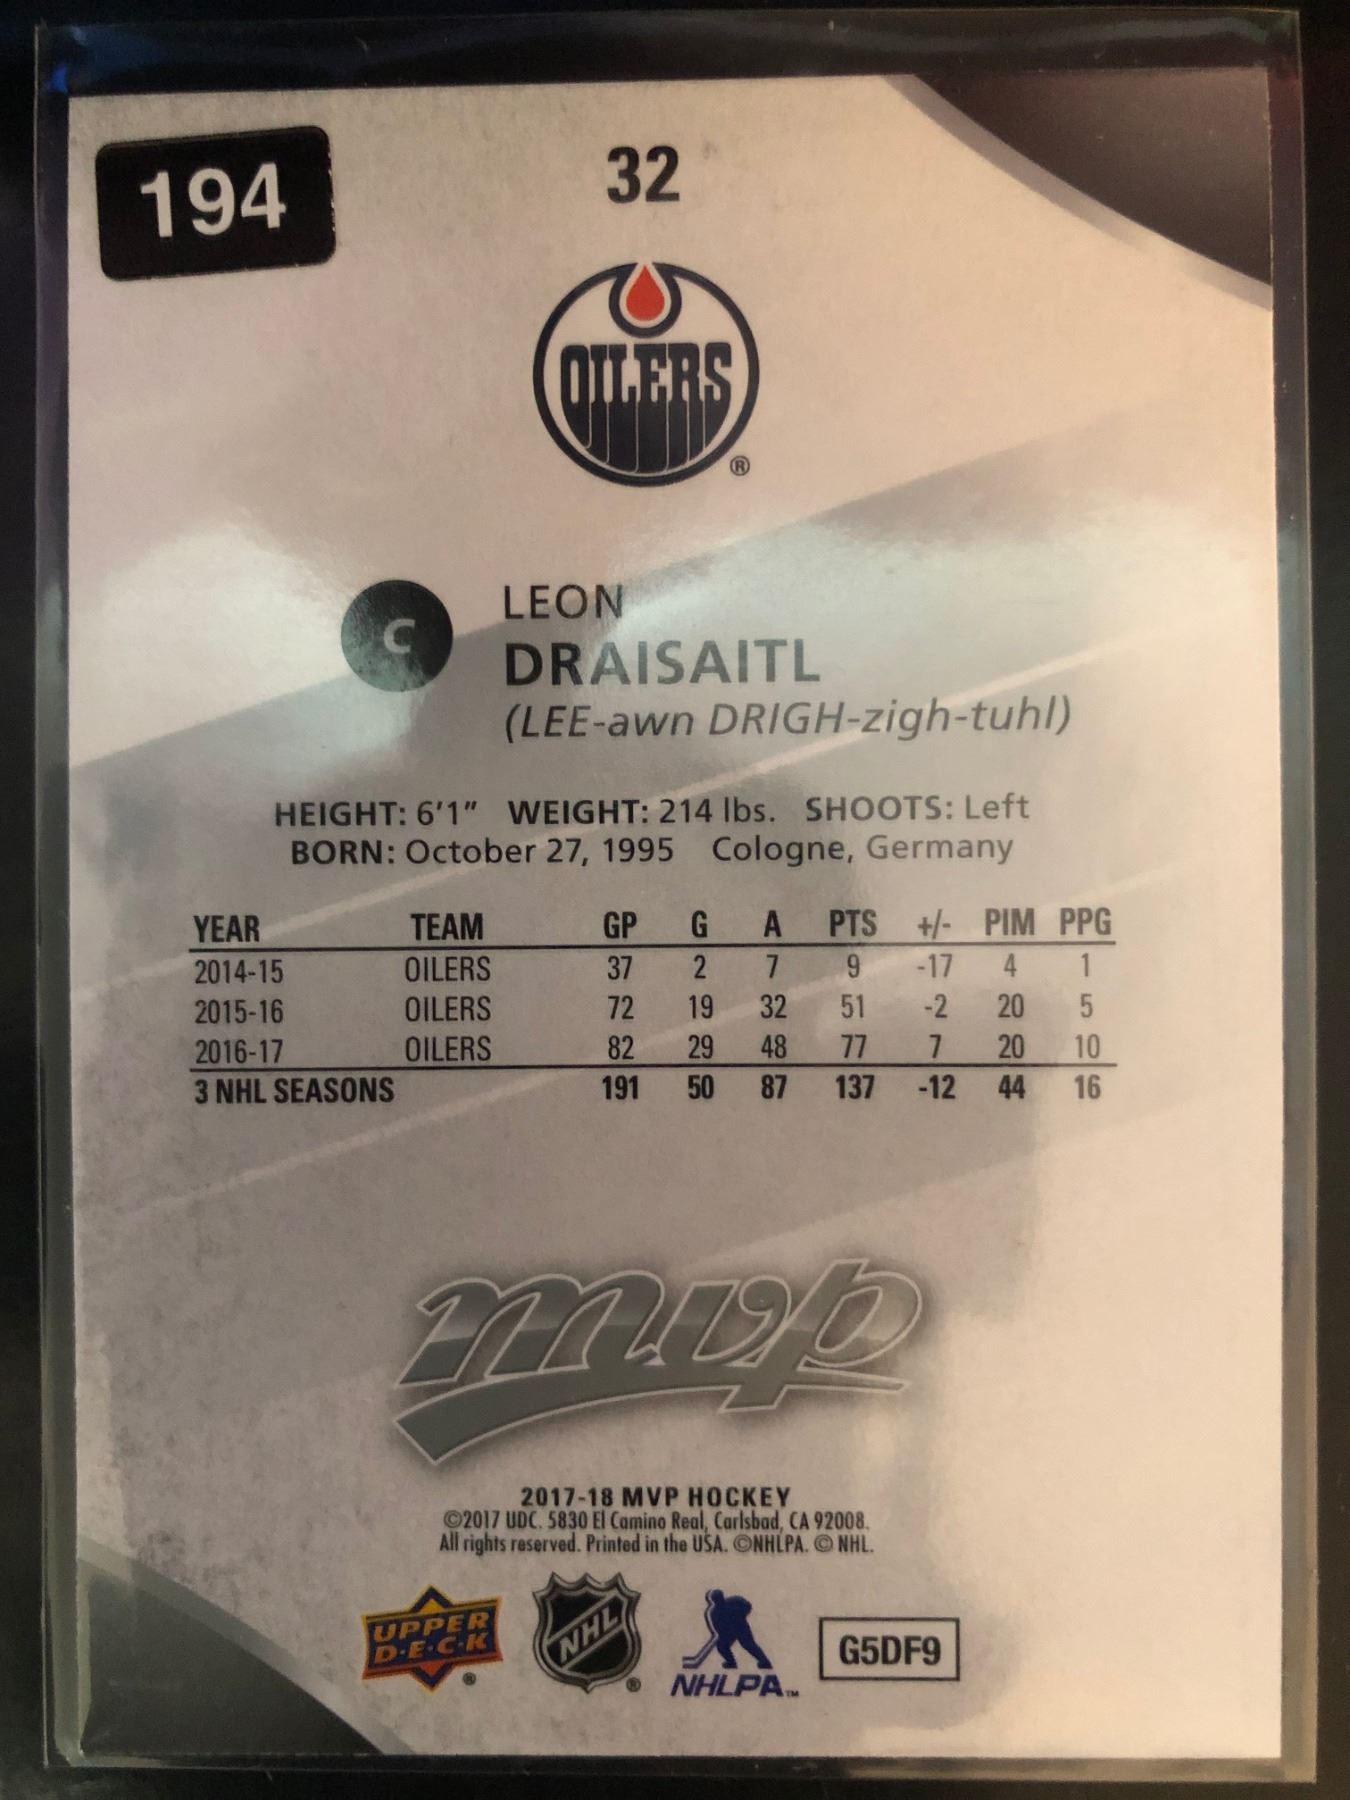 194
32
OILERS
®
C
LEON
DRAISAITL
(LEE-awn DRIGH-zigh-tuhl)
HEIGHT: 6'1" WEIGHT: 214 lbs. SHOOTS: Left
BORN: October 27, 1995 Cologne, Germany
YEAR TEAM GP G A PTS +/- PIM PPG
2014-15 OILERS 37 2 7 9 -17 4 1
2015-16 OILERS 72 19 32 51 -2 20 5
2016-17 OILERS 82 29 48 77 7 20 10
3 NHL SEASONS 191 50 87 137 -12 44 16
mvp
2017-18 MVP HOCKEY
©2017 UDC. 5830 El Camino Real, Carlsbad, CA 92008.
All rights reserved. Printed in the USA. ©NHLPA. © NHL.
UPPER
D·E·C·K
®
NHL
®
NHLPA™
G5DF9